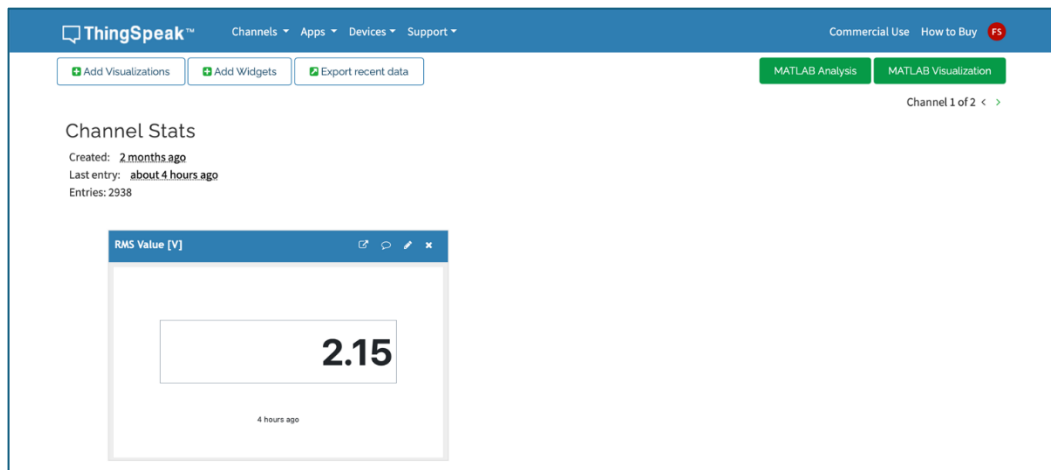 ThingSpeak™ Channels Apps Devices Support Commercial Use How to Buy FS
Add Visualizations Add Widgets Export recent data MATLAB Analysis MATLAB Visualization
Channel 1 of 2 < >
Channel Stats
Created: 2 months ago
Last entry: about 4 hours ago
Entries: 2938
RMS Value [V]
2.15
4 hours ago